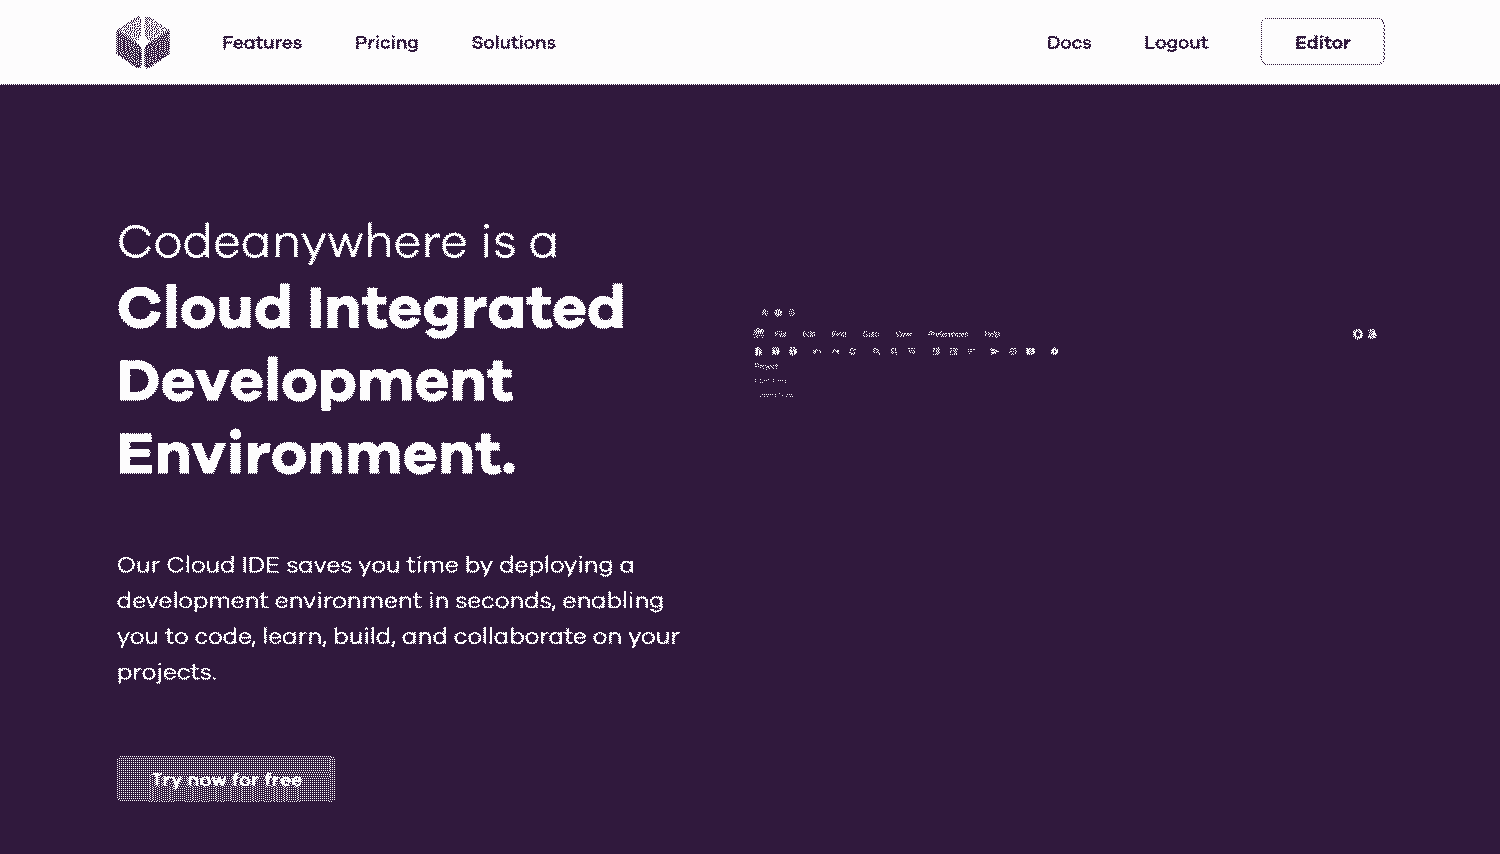 Features Pricing Solutions Docs Logout Editor
Codeanywhere is a
Cloud Integrated
Development
Environment.
File Edit Find Goto View Preferences Help
Project
Our Cloud IDE saves you time by deploying a
development environment in seconds, enabling
you to code, learn, build, and collaborate on your
projects.
Try now for free